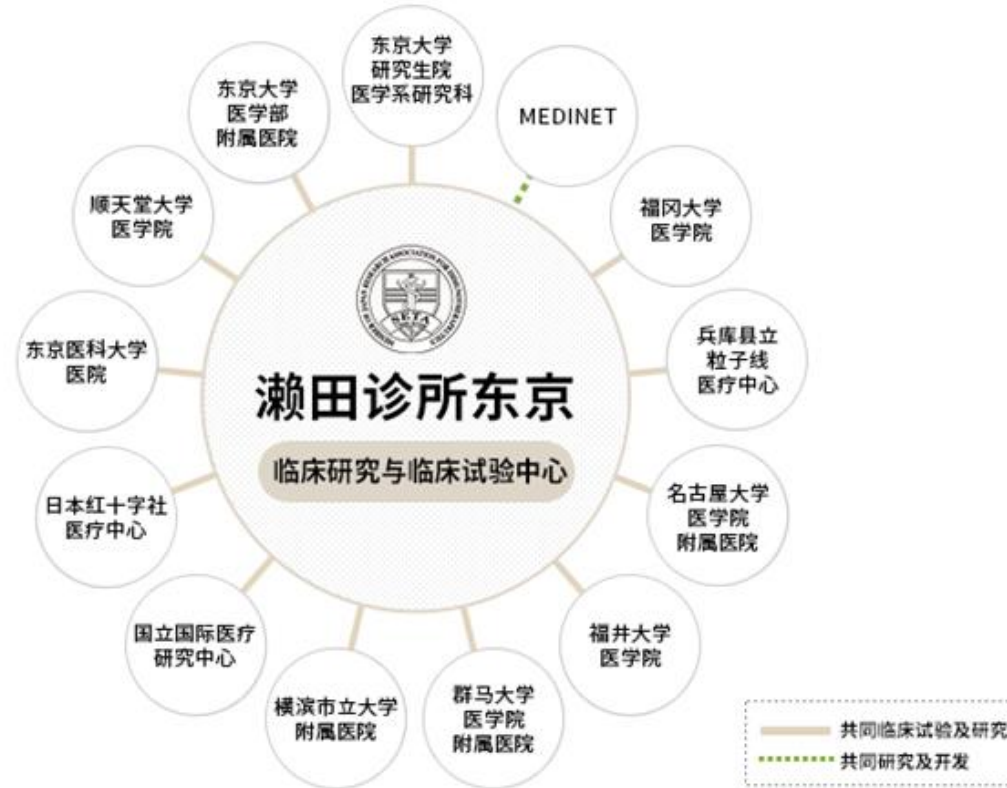 东京大学
研究生院
医学系研究科
MEDINET
福冈大学
医学院
兵库县立
粒子线
医疗中心
名古屋大学
医学院
附属医院
福井大学
医学院
群马大学
医学院
附属医院
横滨市立大学
附属医院
国立国际医疗
研究中心
日本红十字社
医疗中心
东京医科大学
医院
顺天堂大学
医学院
东京大学
医学部
附属医院
MEMBER OF JAPAN RESEARCH ASSOCIATION FOR IMMUNOTHERAPEUTICS
SETA
濑田诊所东京
临床研究与临床试验中心
共同临床试验及研究
共同研究及开发